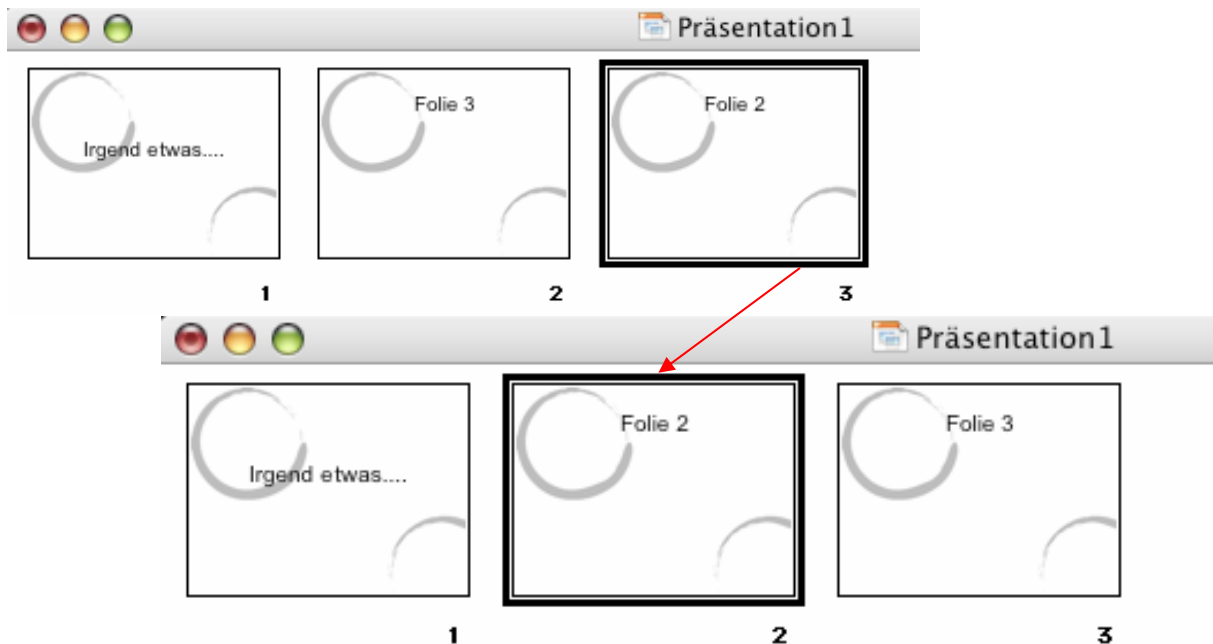 Präsentation1
Irgend etwas....
Folie 3
Folie 2
1
2
3
Präsentation1
Irgend etwas....
Folie 2
Folie 3
1
2
3